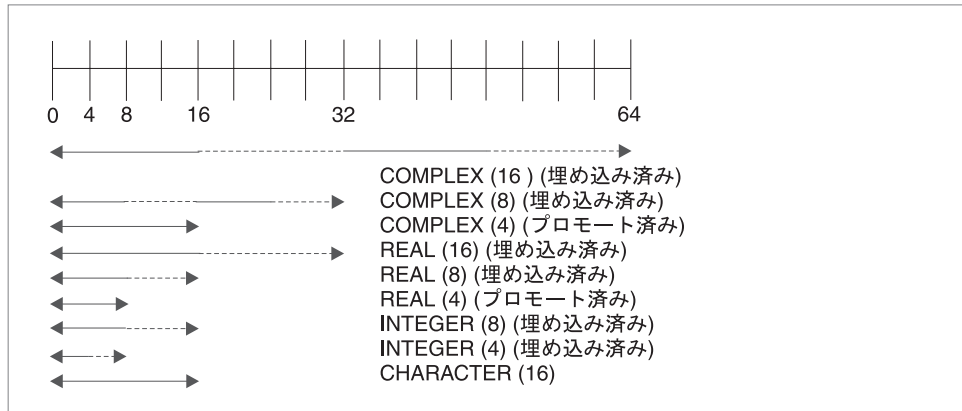 0 4 8 16 32 64
COMPLEX (16 ) (埋め込み済み)
COMPLEX (8) (埋め込み済み)
COMPLEX (4) (プロモート済み)
REAL (16) (埋め込み済み)
REAL (8) (埋め込み済み)
REAL (4) (プロモート済み)
INTEGER (8) (埋め込み済み)
INTEGER (4) (埋め込み済み)
CHARACTER (16)